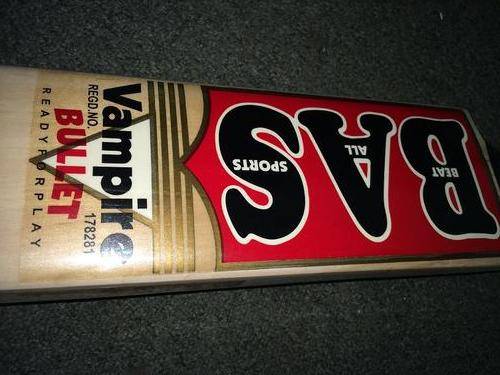 BAS
BEAT
ALL
SPORTS
Vampire
REGD.NO. 178281
BULLET
READY FOR PLAY